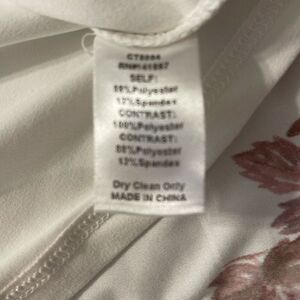 SELF:
88%Polyester
12%Spandex
CONTRAST:
100%Polyester
CONTRAST:
88%Polyester
12%Spandex
Dry Clean Only
MADE IN CHINA